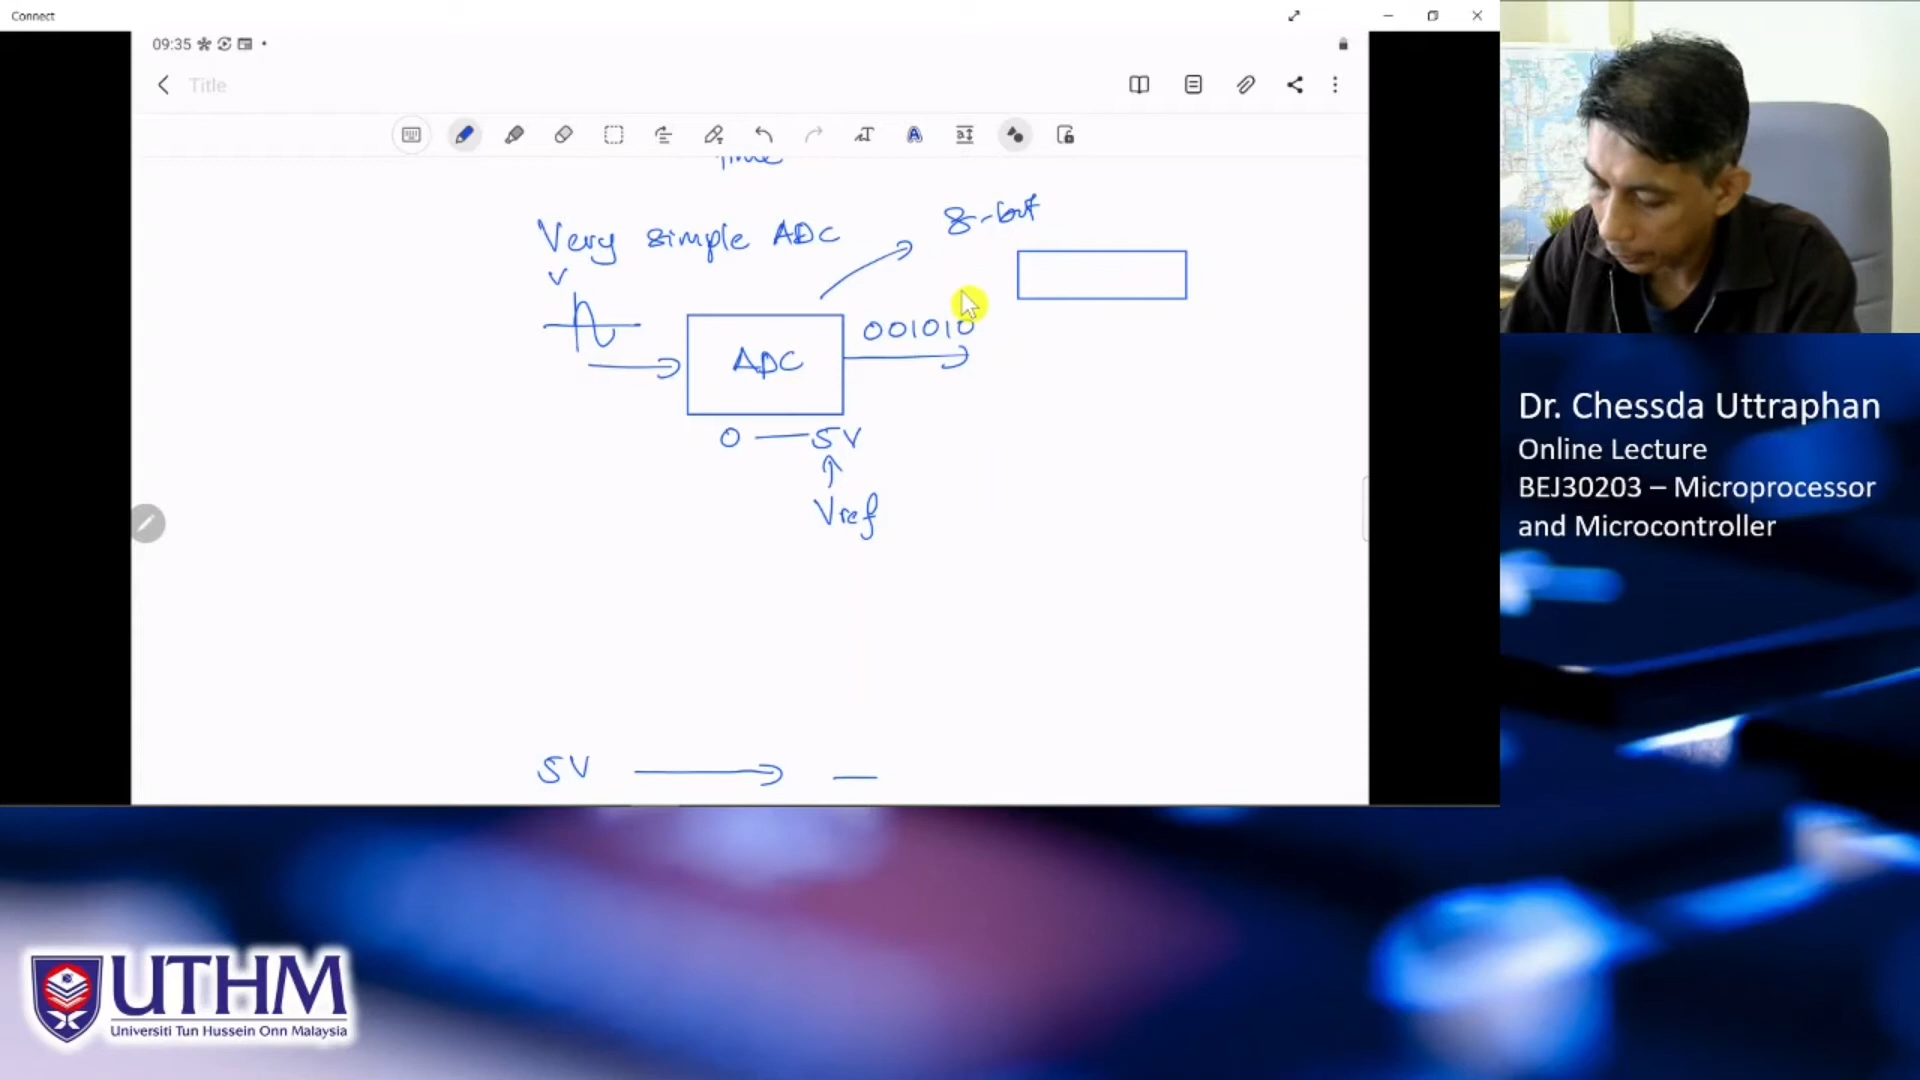 Connect
09:35
Title
Time
Very simple ADC
8-bit
V
001010
ADC
0 — 5V
Vref
5V
Dr. Chessda Uttraphan
Online Lecture
BEJ30203 – Microprocessor
and Microcontroller
UTHM
Universiti Tun Hussein Onn Malaysia